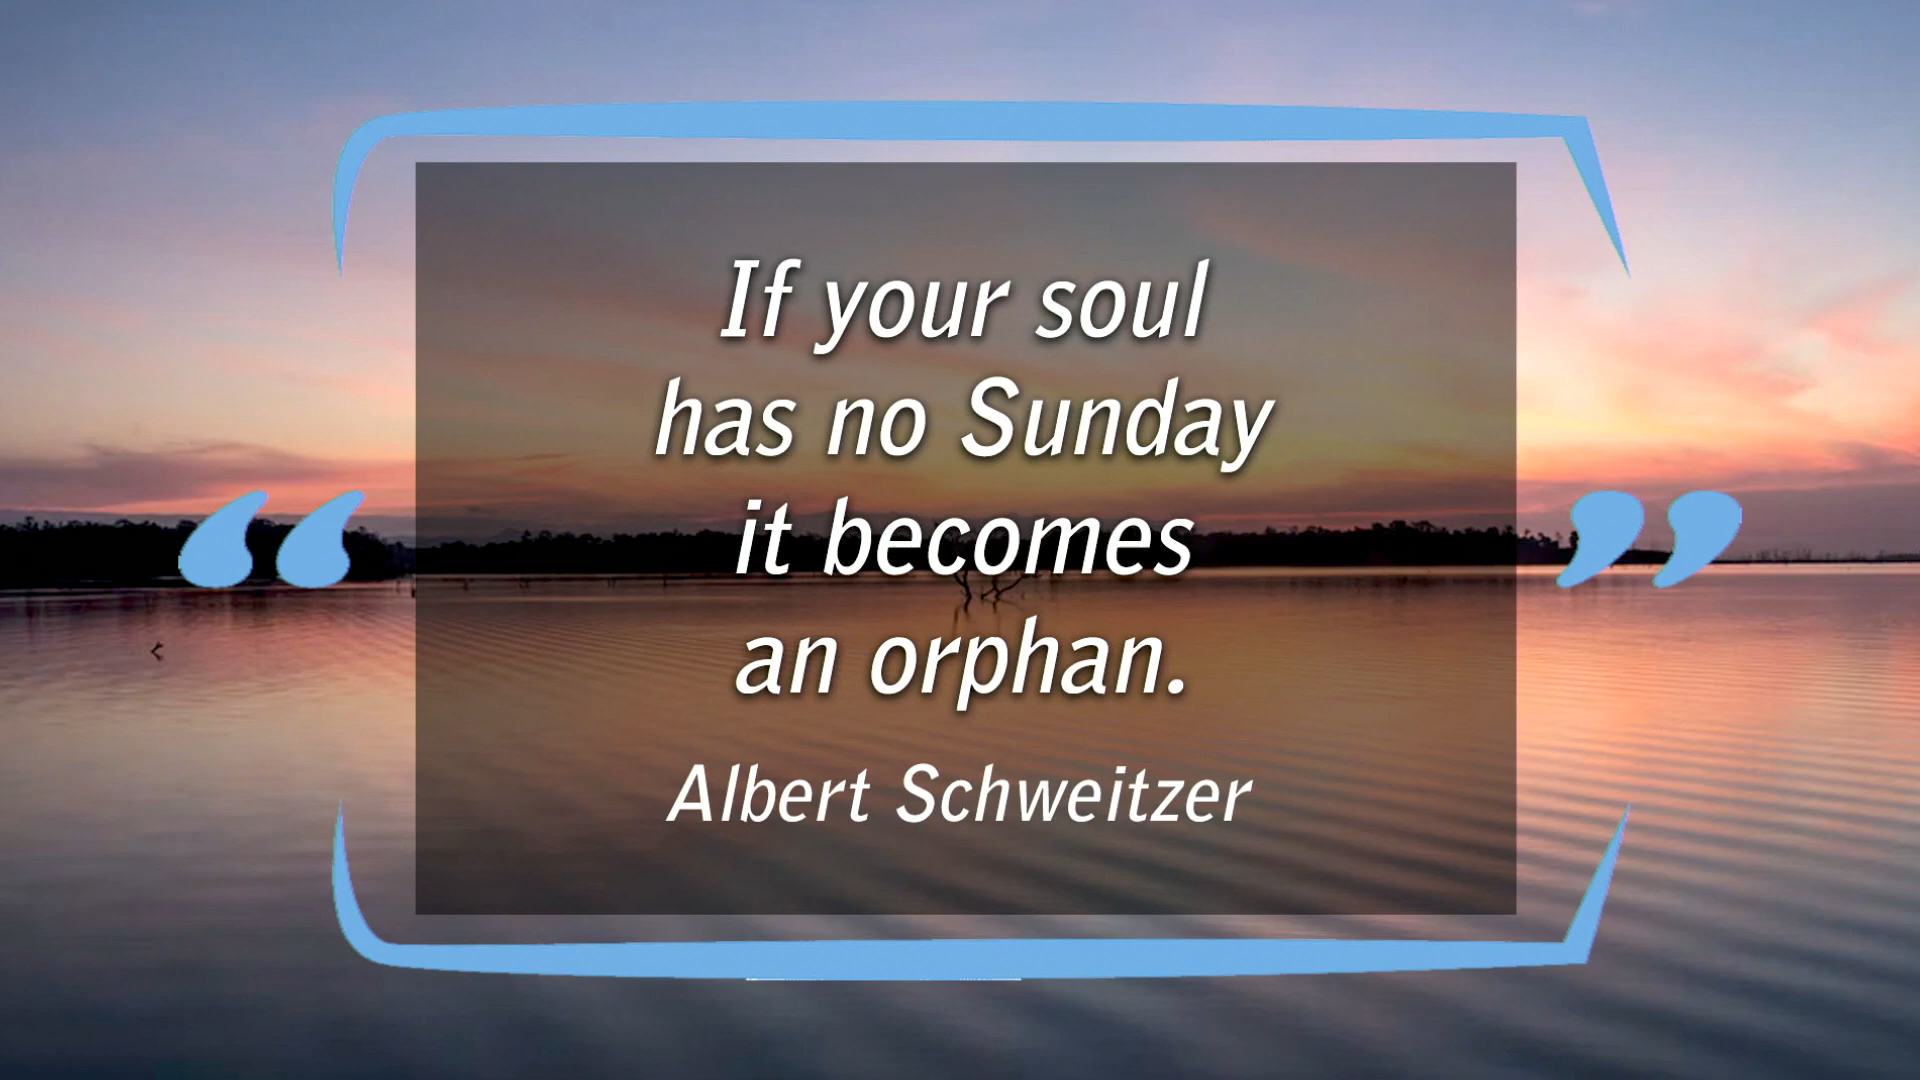 If your soul
has no Sunday
it becomes
an orphan.
Albert Schweitzer